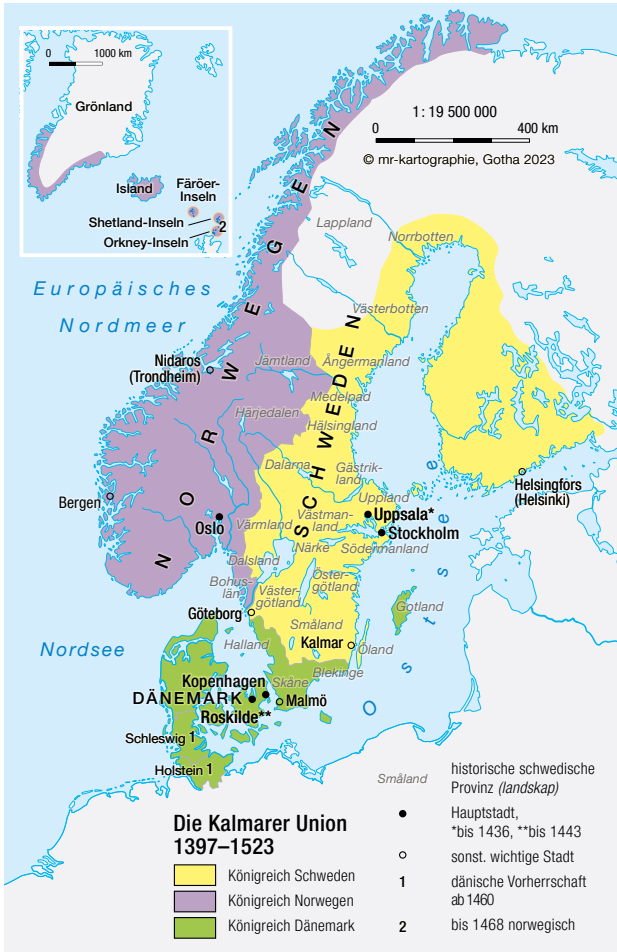 0 1000 km
Grönland
Island
Färöer-
Inseln
Shetland-Inseln
2
Orkney-Inseln
1 : 19 500 000
0 400 km
© mr-kartographie, Gotha 2023
Europäisches
Nordmeer
NORWEGEN
SCHWEDEN
Lappland
Norrbotten
Västerbotten
Nidaros
(Trondheim)
Jämtland
Ångermanland
Medelpad
Härjedalen
Hälsingland
Dalarna
Gästrik-
land
Helsingfors
(Helsinki)
Bergen
Oslo
Uppland
Uppsala*
Värmland
Västman-
land
Stockholm
Närke
Södermanland
Dalsland
Bohus-
län
Väster-
götland
Öster-
götland
Göteborg
Gotland
Ostsee
Nordsee
Småland
Kalmar
Öland
Halland
Blekinge
Kopenhagen
Skåne
DÄNEMARK
Malmö
Roskilde**
Schleswig 1
Holstein 1
Die Kalmarer Union
1397–1523
Königreich Schweden
Königreich Norwegen
Königreich Dänemark
Småland
historische schwedische
Provinz (landskap)
Hauptstadt,
*bis 1436, **bis 1443
sonst. wichtige Stadt
1 dänische Vorherrschaft
ab 1460
2 bis 1468 norwegisch